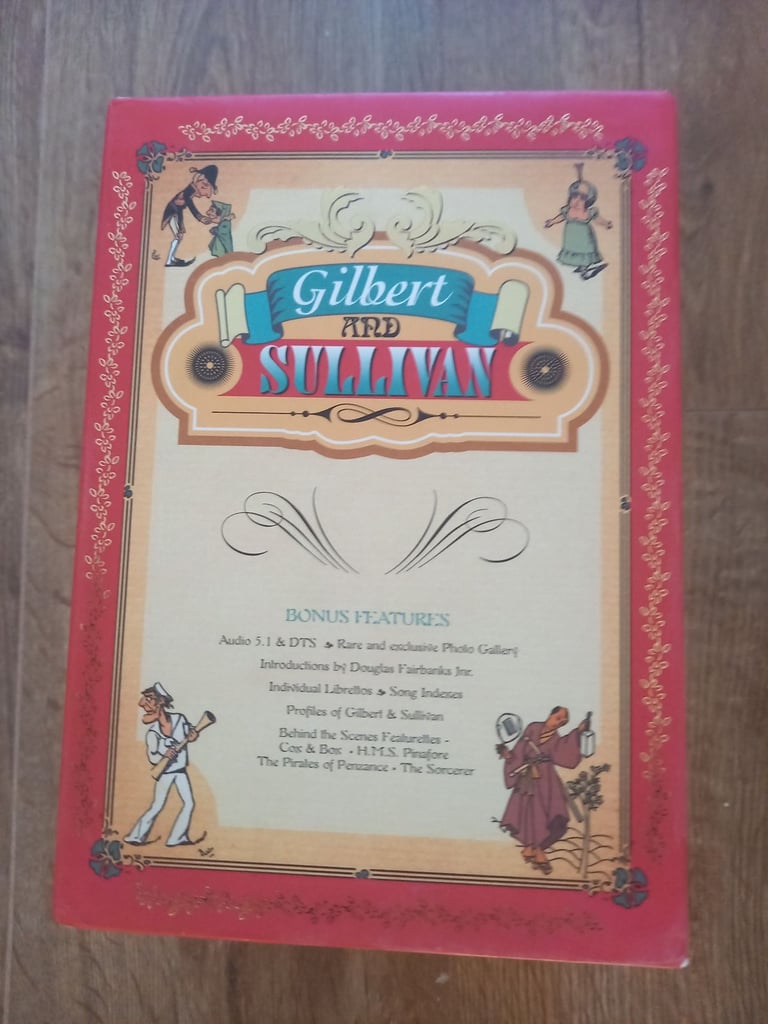 Gilbert
AND
SULLIVAN
BONUS FEATURES
Audio 5.1 & DTS Rare and exclusive Photo Gallery
Introductions by Douglas Fairbanks Jnr.
Individual Librettos Song Indexes
Profiles of Gilbert & Sullivan
Behind the Scenes Featurettes -
Cox & Box • H.M.S. Pinafore
The Pirates of Penzance • The Sorcerer